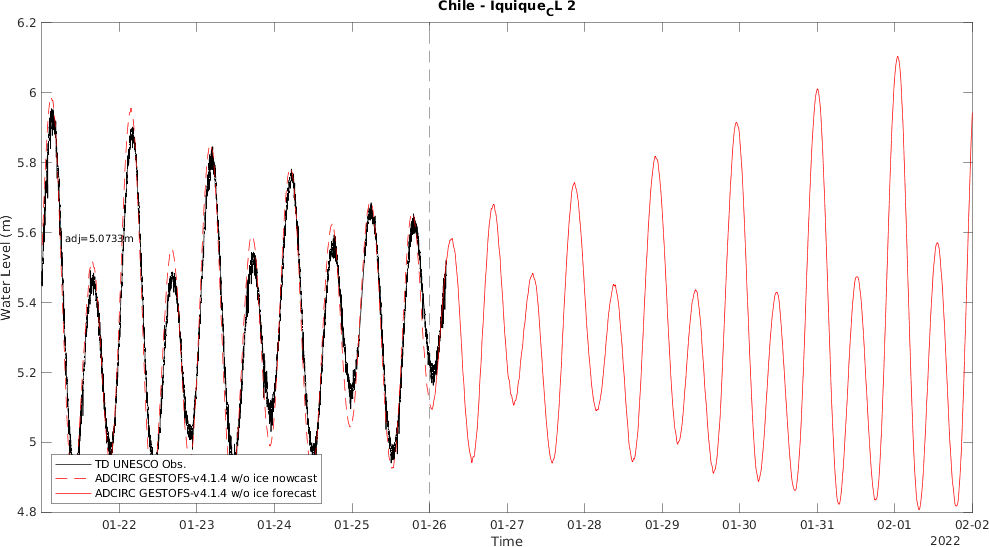 Chile - Iquique_CL 2
6.2
6
5.8
5.6
5.4
5.2
5
4.8
Water Level (m)
adj=5.0733m
TD UNESCO Obs.
ADCIRC GESTOFS-v4.1.4 w/o ice nowcast
ADCIRC GESTOFS-v4.1.4 w/o ice forecast
01-22 01-23 01-24 01-25 01-26 01-27 01-28 01-29 01-30 01-31 02-01 02-02
Time
2022